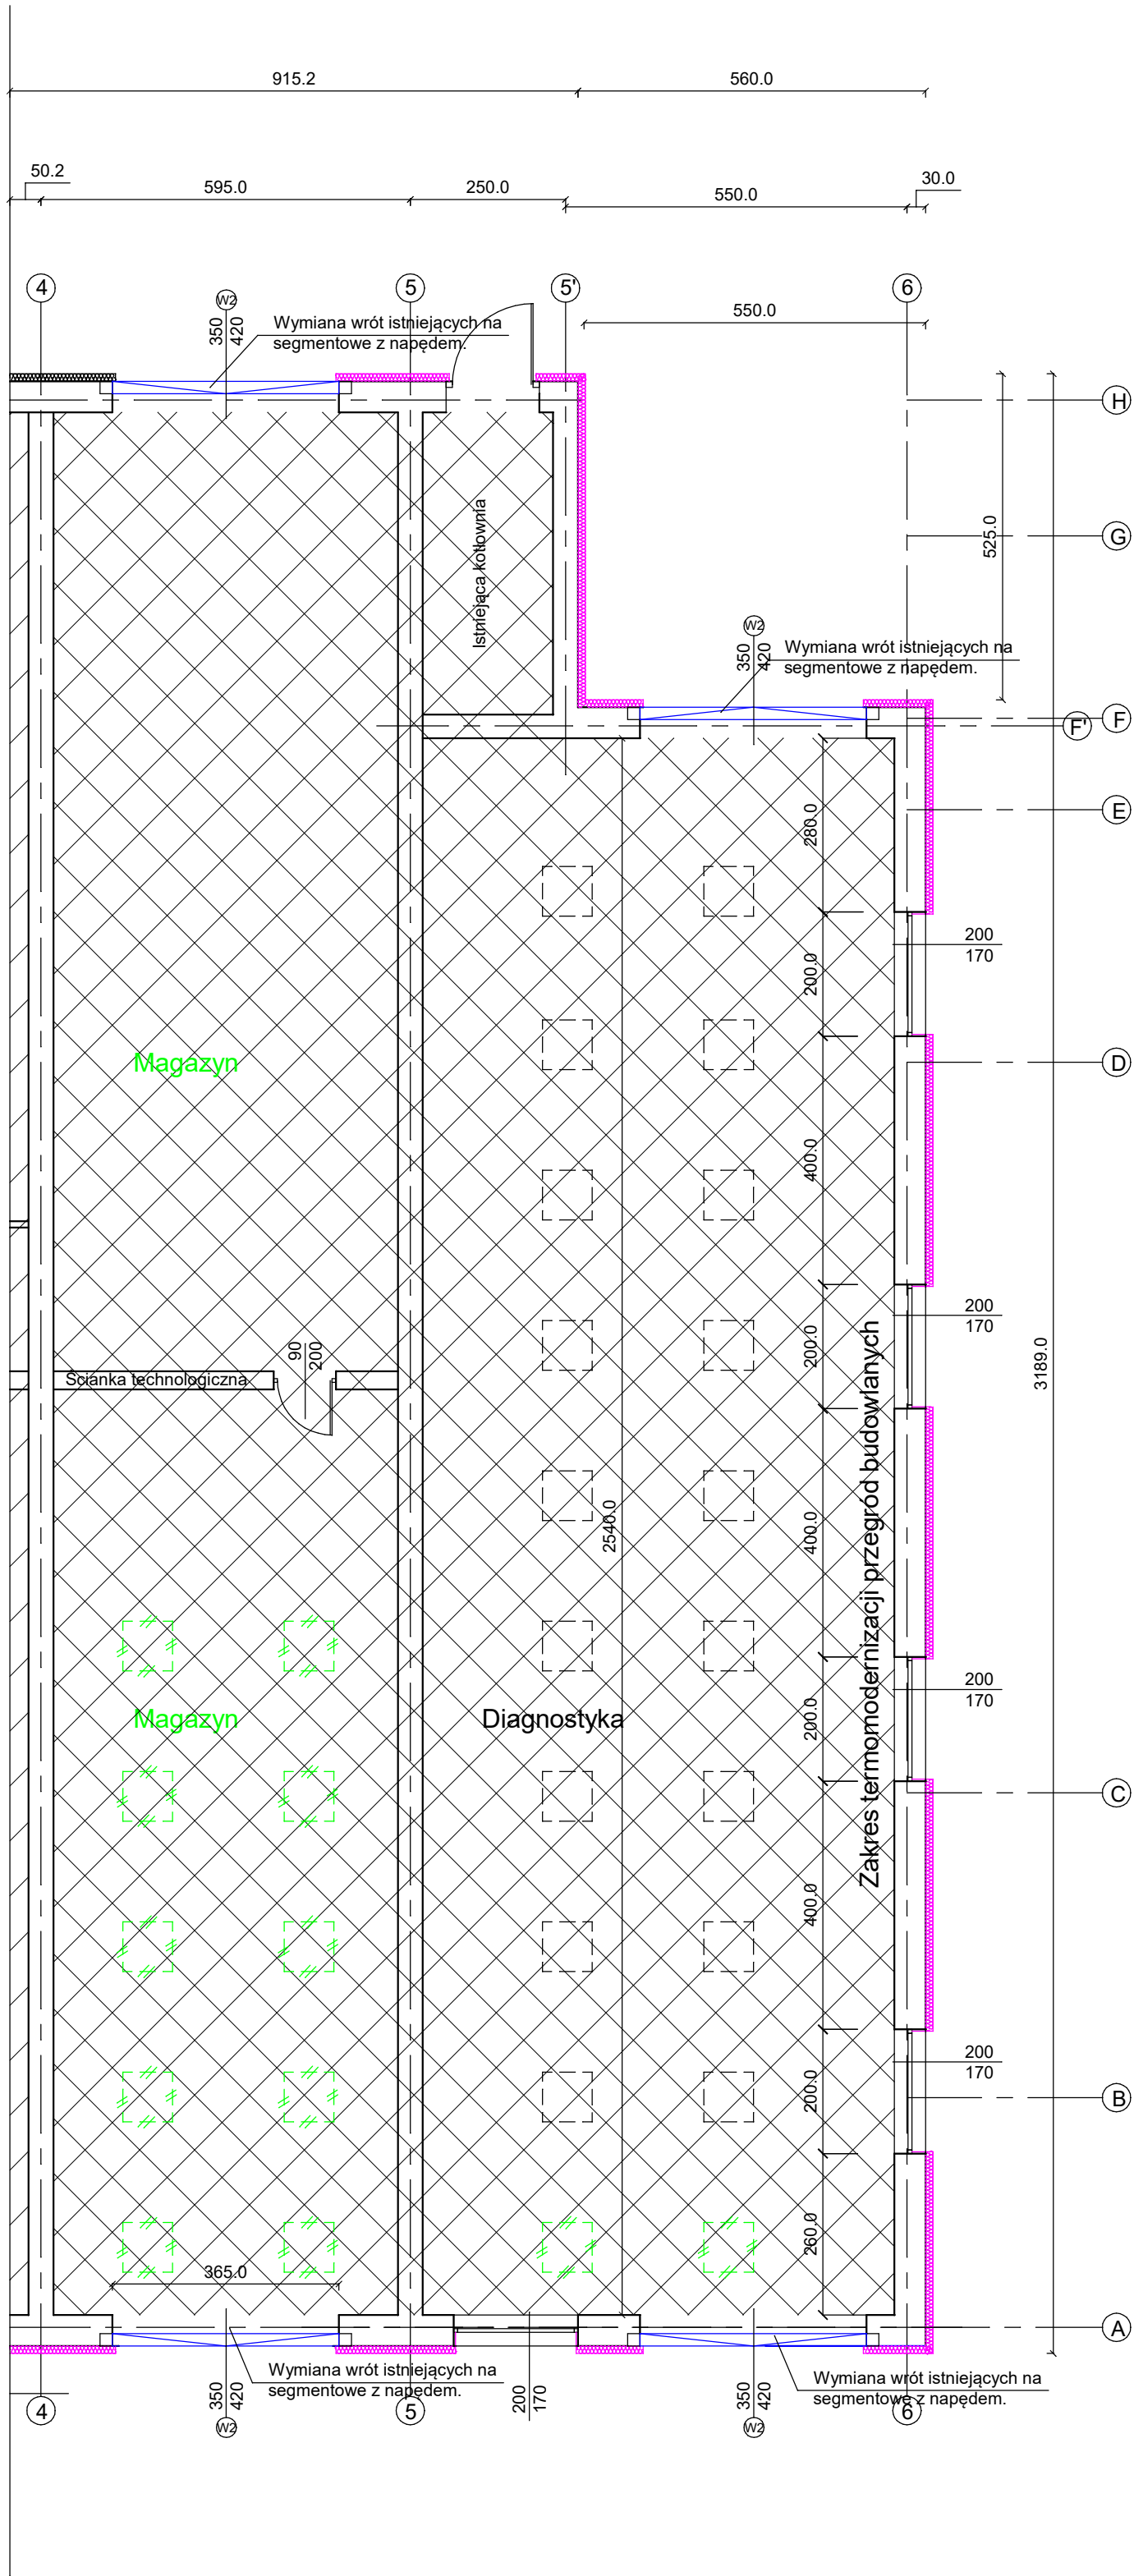 915.2
560.0
50.2
595.0
250.0
550.0
30.0
4
5
5'
6
W2
350
420
Wymiana wrót istniejących na
segmentowe z napędem.
550.0
H
G
525.0
Istniejąca kotłownia
W2
350
420
Wymiana wrót istniejących na
segmentowe z napędem.
F
F'
E
280.0
200
170
200.0
D
Magazyn
400.0
200
170
200.0
3189.0
90
200
Ścianka technologiczna
Zakres termomodernizacji przegród budowlanych
2540.0
400.0
200
170
200.0
Magazyn
Diagnostyka
C
400.0
200
170
200.0
B
260.0
365.0
A
Wymiana wrót istniejących na
segmentowe z napędem.
Wymiana wrót istniejących na
segmentowe z napędem.
350
420
200
170
350
420
4
5
6
W2
W2